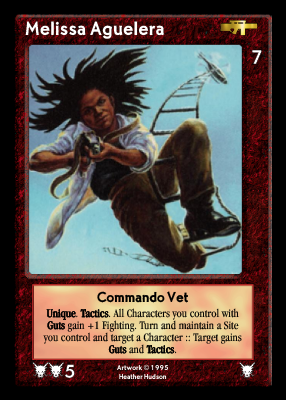 Melissa Aguelera
7
Commando Vet
Unique. Tactics. All Characters you control with
Guts gain +1 Fighting. Turn and maintain a Site
you control and target a Character :: Target gains
Guts and Tactics.
5
Artwork © 1995
Heather Hudson